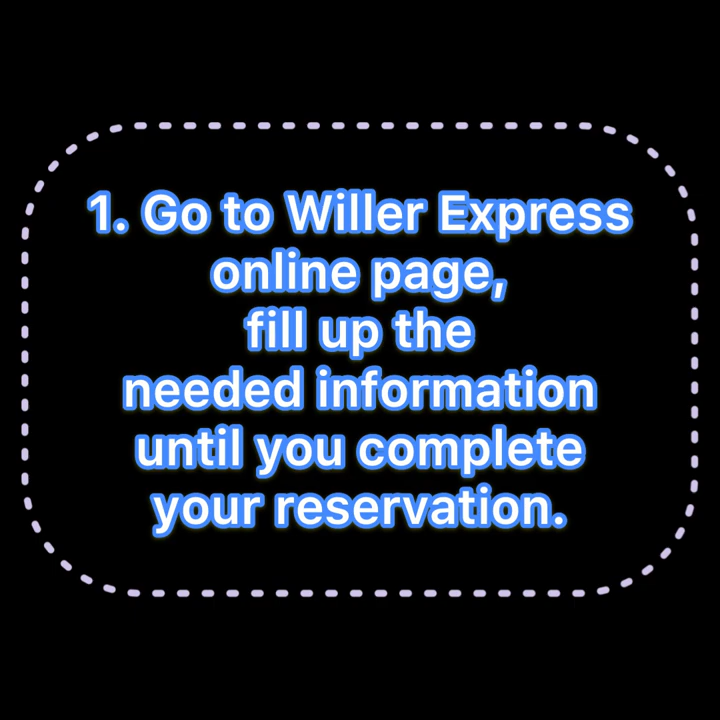 1. Go to Willer Express
online page,
fill up the
needed information
until you complete
your reservation.